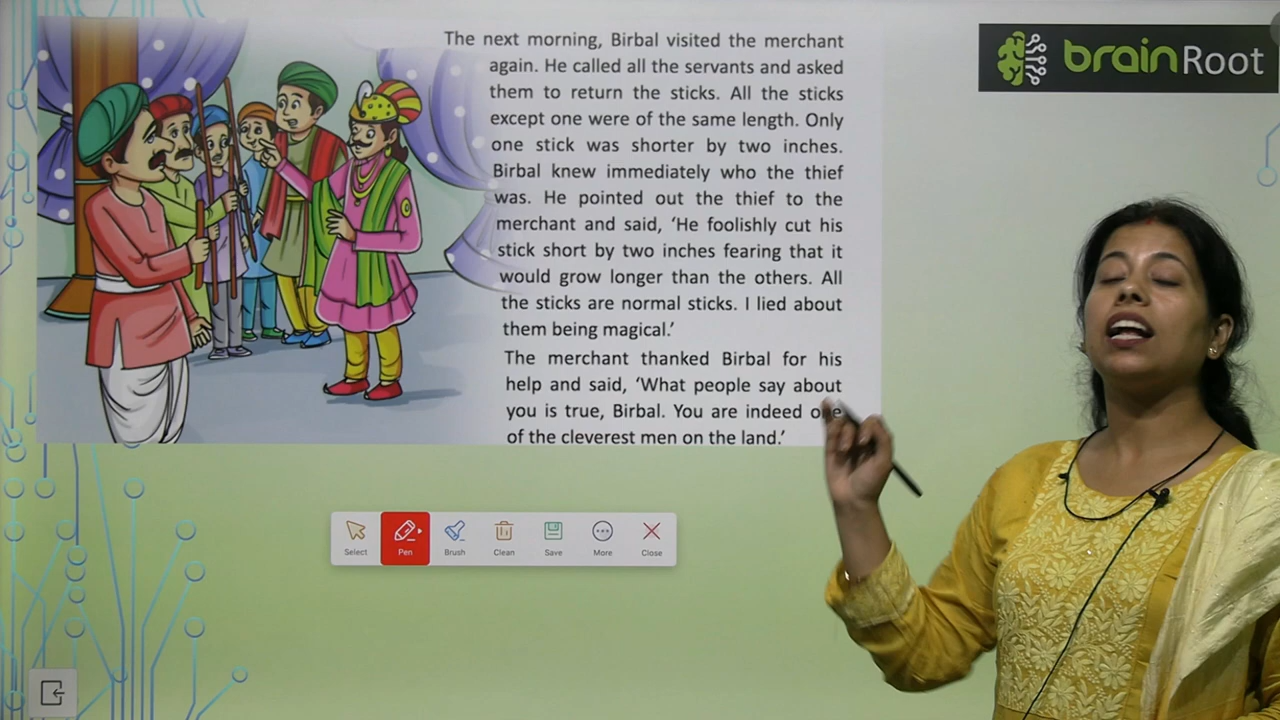 The next morning, Birbal visited the merchant
again. He called all the servants and asked
them to return the sticks. All the sticks
except one were of the same length. Only
one stick was shorter by two inches.
Birbal knew immediately who the thief
was. He pointed out the thief to the
merchant and said, ‘He foolishly cut his
stick short by two inches fearing that it
would grow longer than the others. All
the sticks are normal sticks. I lied about
them being magical.’
The merchant thanked Birbal for his
help and said, ‘What people say about
you is true, Birbal. You are indeed one
of the cleverest men on the land.’
brainRoot
Select
Pen
Brush
Clean
Save
More
Close